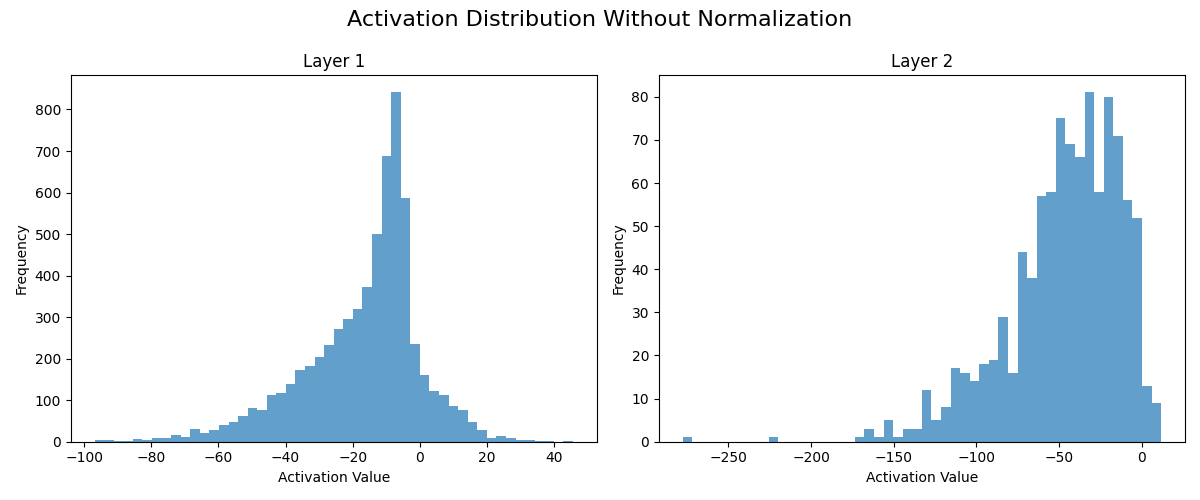 Activation Distribution Without Normalization
Layer 1
Frequency
800
700
600
500
400
300
200
100
0
−100 −80 −60 −40 −20 0 20 40
Activation Value
Layer 2
Frequency
80
70
60
50
40
30
20
10
0
−250 −200 −150 −100 −50 0
Activation Value